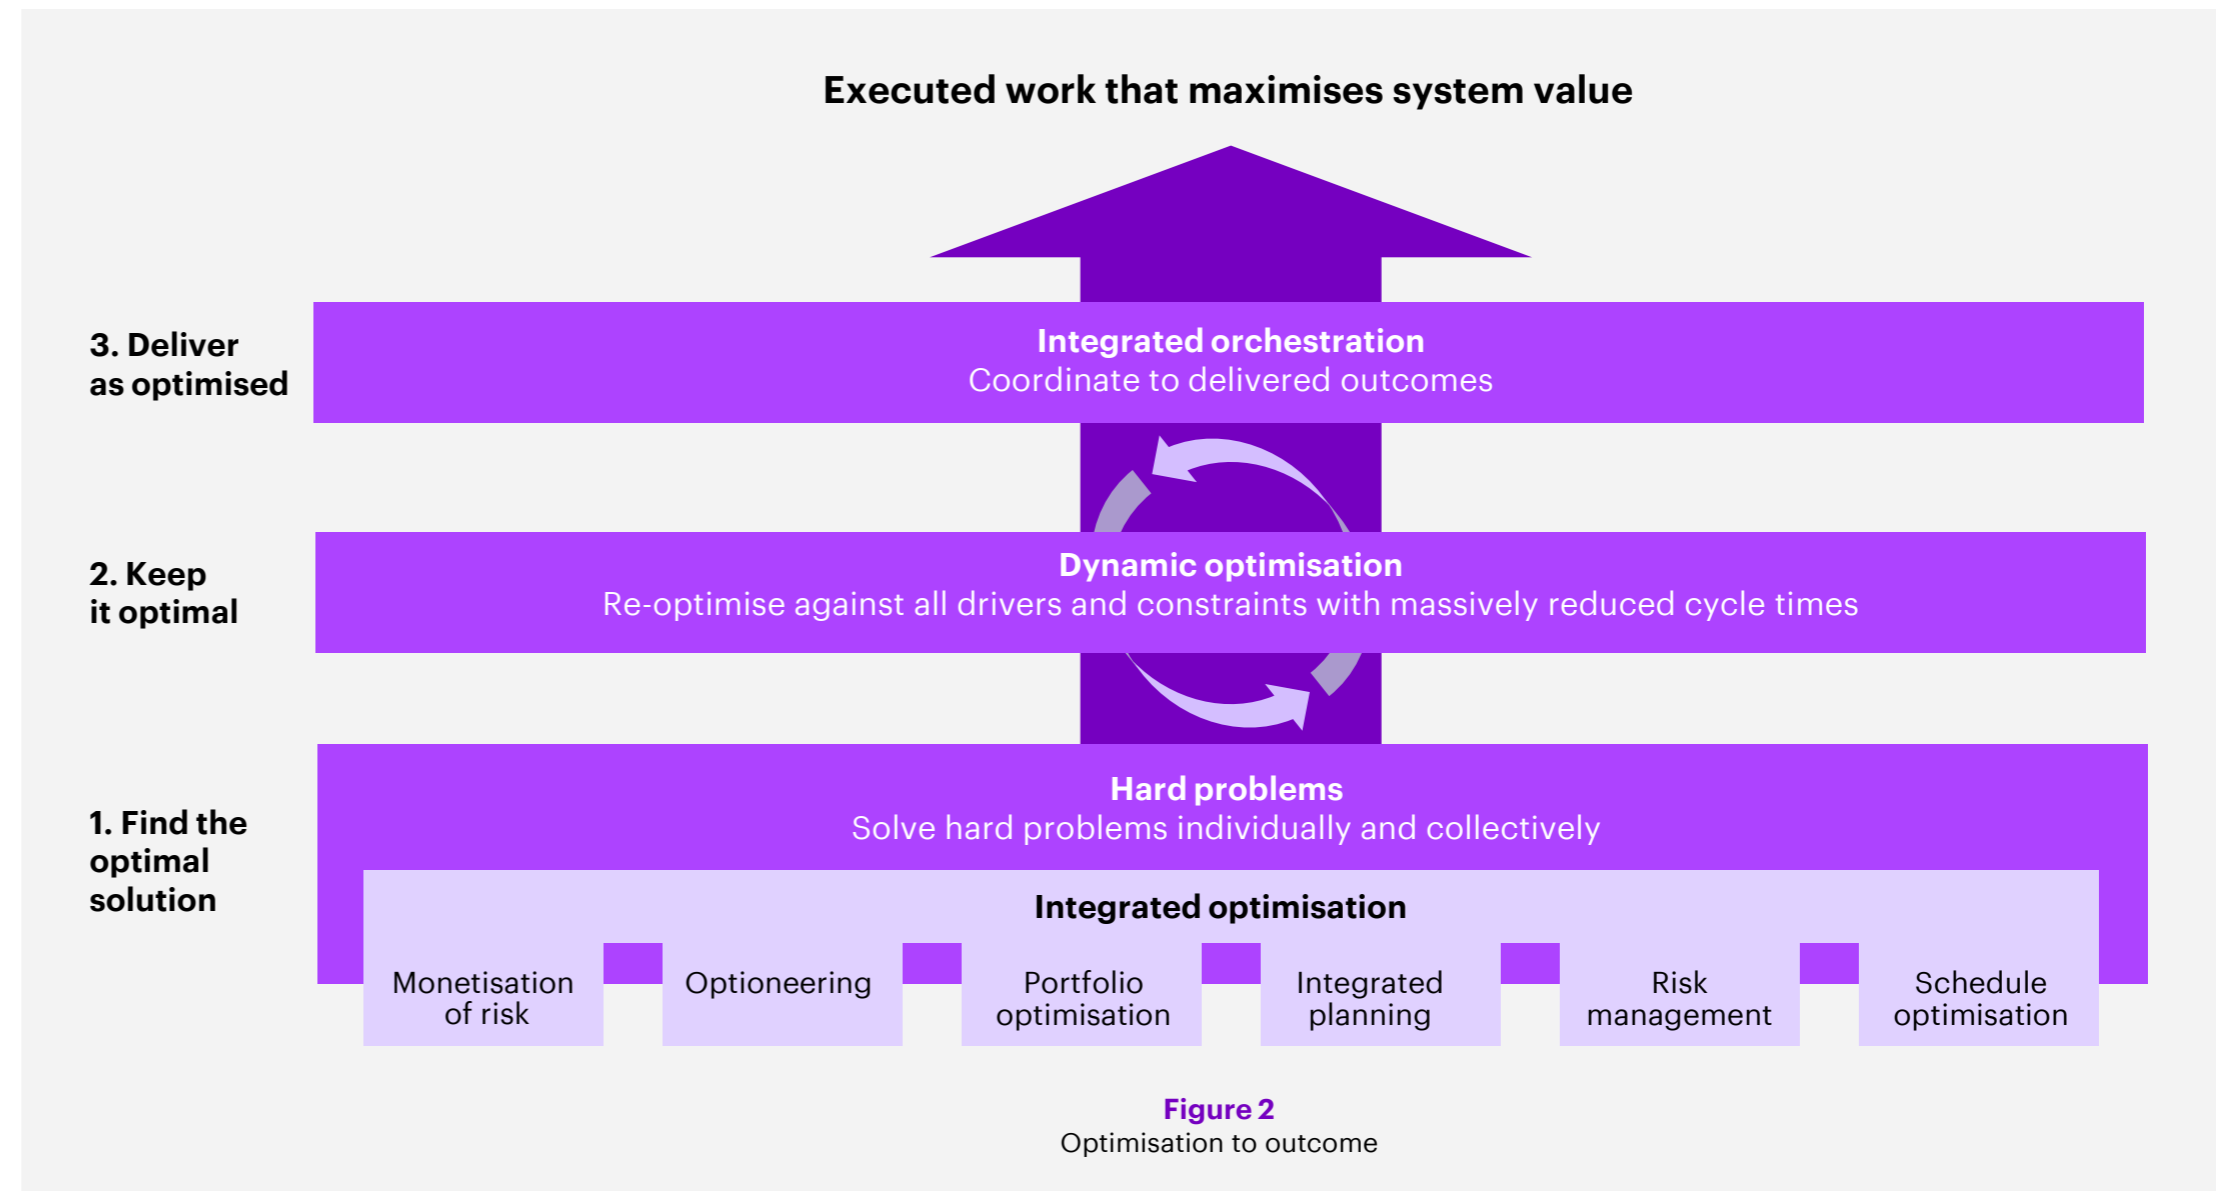 Executed work that maximises system value
3. Deliver
as optimised
Integrated orchestration
Coordinate to delivered outcomes
2. Keep
it optimal
Dynamic optimisation
Re-optimise against all drivers and constraints with massively reduced cycle times
1. Find the
optimal
solution
Hard problems
Solve hard problems individually and collectively
Integrated optimisation
Monetisation
of risk
Optioneering
Portfolio
optimisation
Integrated
planning
Risk
management
Schedule
optimisation
Figure 2
Optimisation to outcome